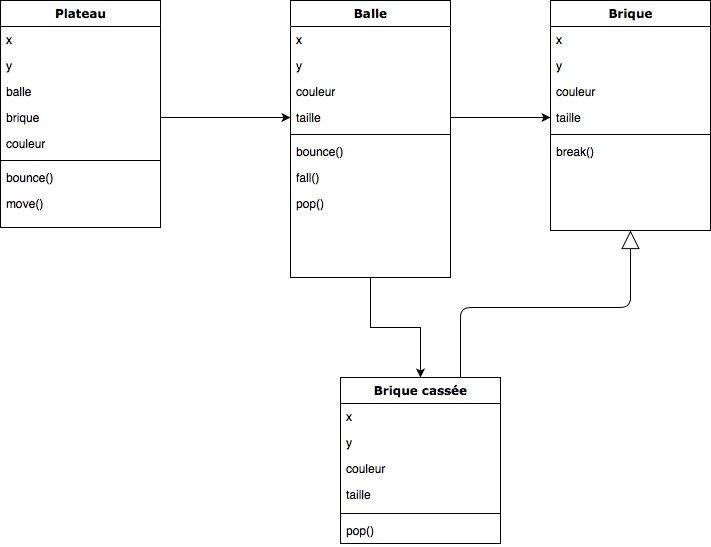 Plateau
x
y
balle
brique
couleur
bounce()
move()
Balle
x
y
couleur
taille
bounce()
fall()
pop()
Brique
x
y
couleur
taille
break()
Brique cassée
x
y
couleur
taille
pop()